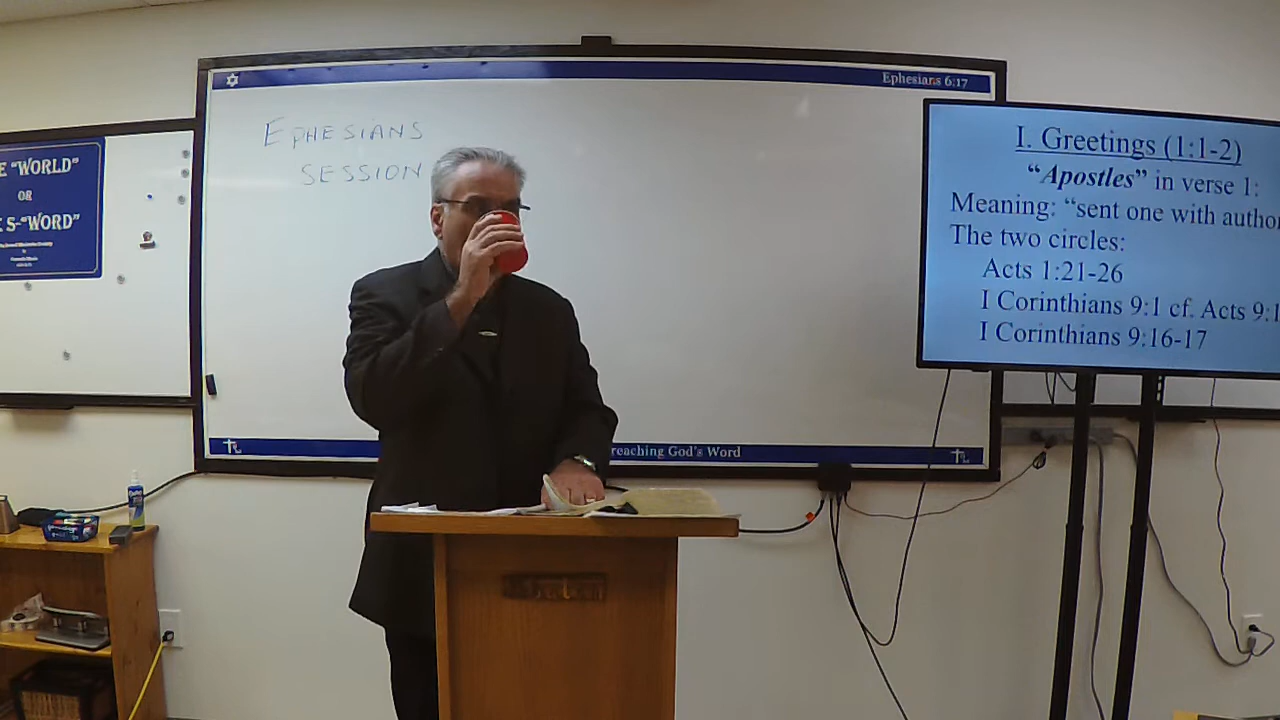 E "WORLD"
OR
S-"WORD"
Ephesians 6:17
EPHESIANS
SESSION
reaching God's Word
I. Greetings (1:1-2)
"Apostles" in verse 1:
Meaning: "sent one with author
The two circles:
Acts 1:21-26
I Corinthians 9:1 cf. Acts 9:1
I Corinthians 9:16-17